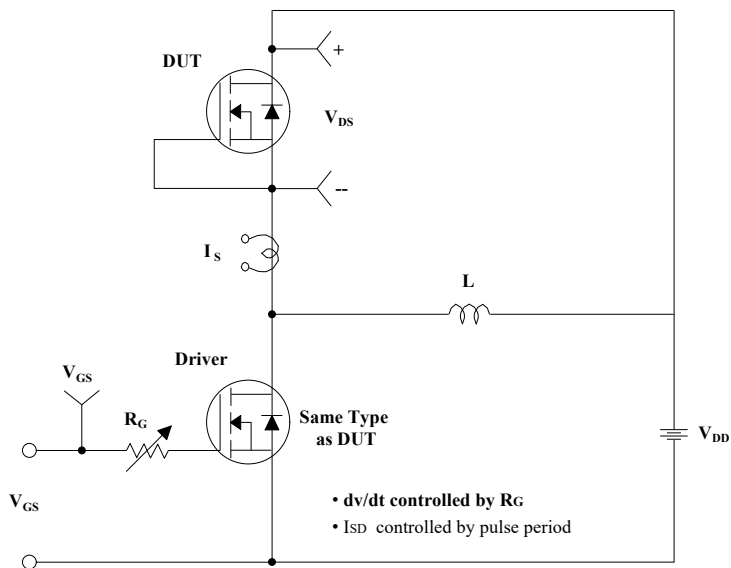 DUT
+
VDS
--
IS
L
Driver
VGS
RG
Same Type
as DUT
VDD
VGS
• dv/dt controlled by RG
• ISD controlled by pulse period